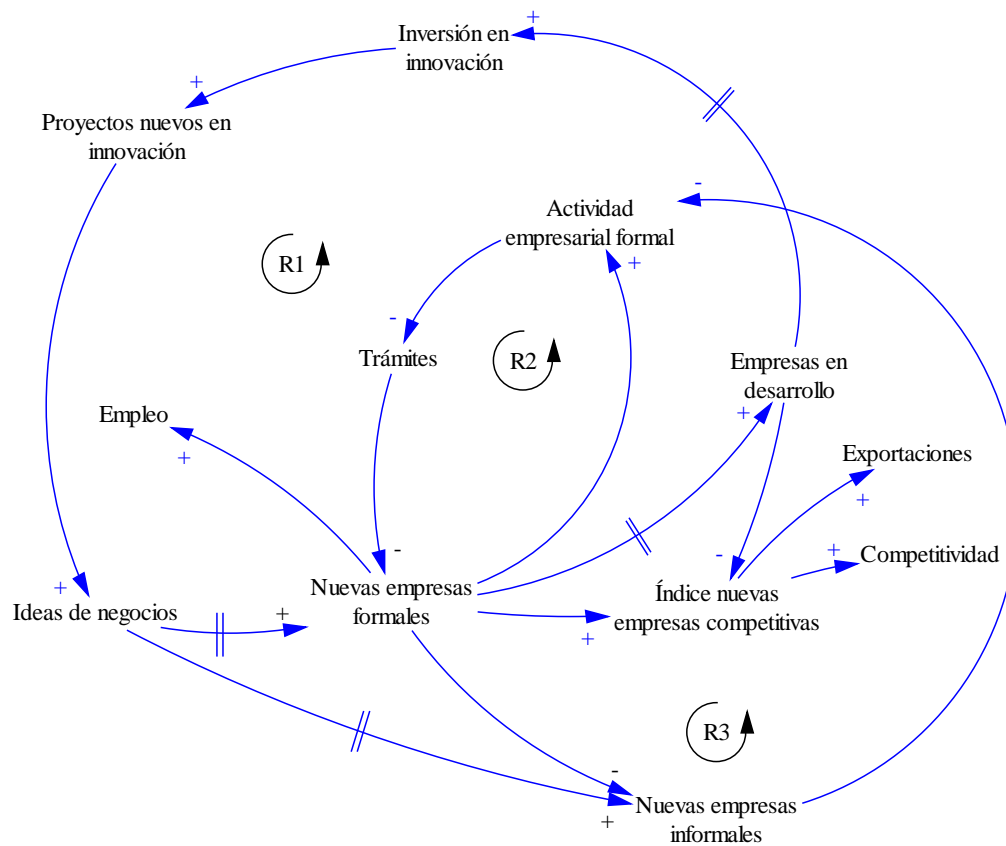 +
Inversión en
innovación
+
Proyectos nuevos en
innovación
-
Actividad
empresarial formal
+
R1
-
Trámites
R2
Empresas en
desarrollo
+
Empleo
+
Exportaciones
+
-
-
+
Competitividad
+
Ideas de negocios
+
Nuevas empresas
formales
+
Índice nuevas
empresas competitivas
R3
-
+
Nuevas empresas
informales